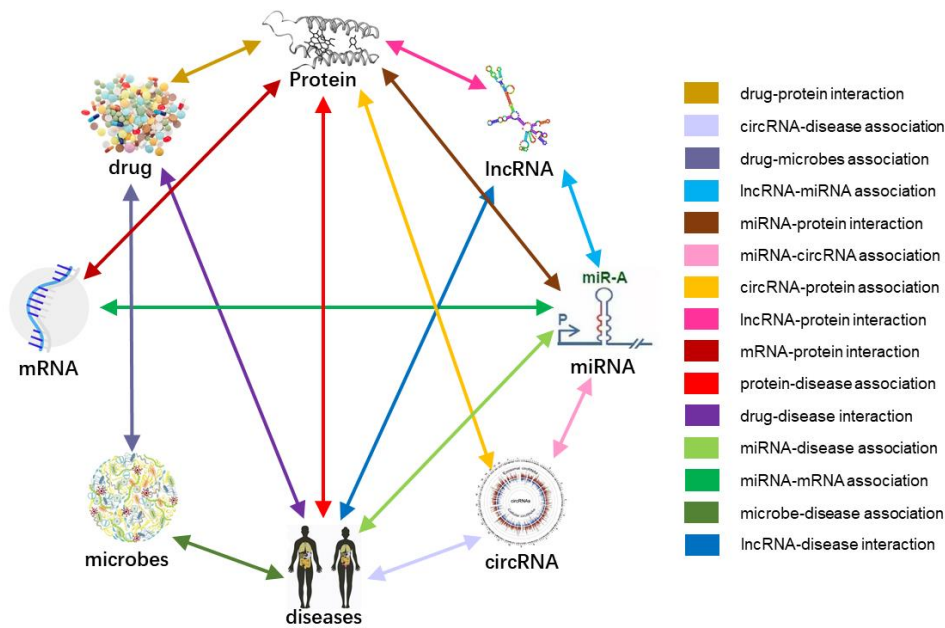 Protein
drug
lncRNA
miR-A
P
mRNA
miRNA
microbes
circRNAs
circRNA
diseases
drug-protein interaction
circRNA-disease association
drug-microbes association
lncRNA-miRNA association
miRNA-protein interaction
miRNA-circRNA association
circRNA-protein association
lncRNA-protein interaction
mRNA-protein interaction
protein-disease association
drug-disease interaction
miRNA-disease association
miRNA-mRNA association
microbe-disease association
lncRNA-disease interaction